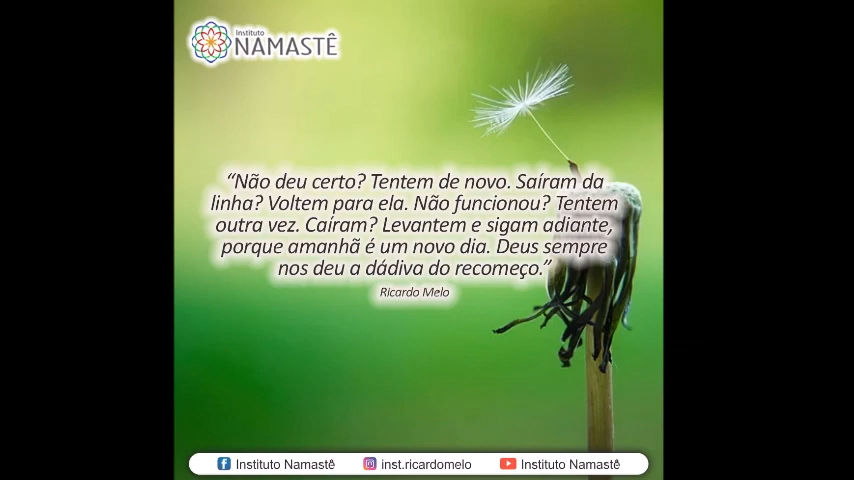 Instituto
NAMASTÊ
“Não deu certo? Tentem de novo. Saíram da
linha? Voltem para ela. Não funcionou? Tentem
outra vez. Caíram? Levantem e sigam adiante,
porque amanhã é um novo dia. Deus sempre
nos deu a dádiva do recomeço.”
Ricardo Melo
Instituto Namastê inst.ricardomelo Instituto Namastê